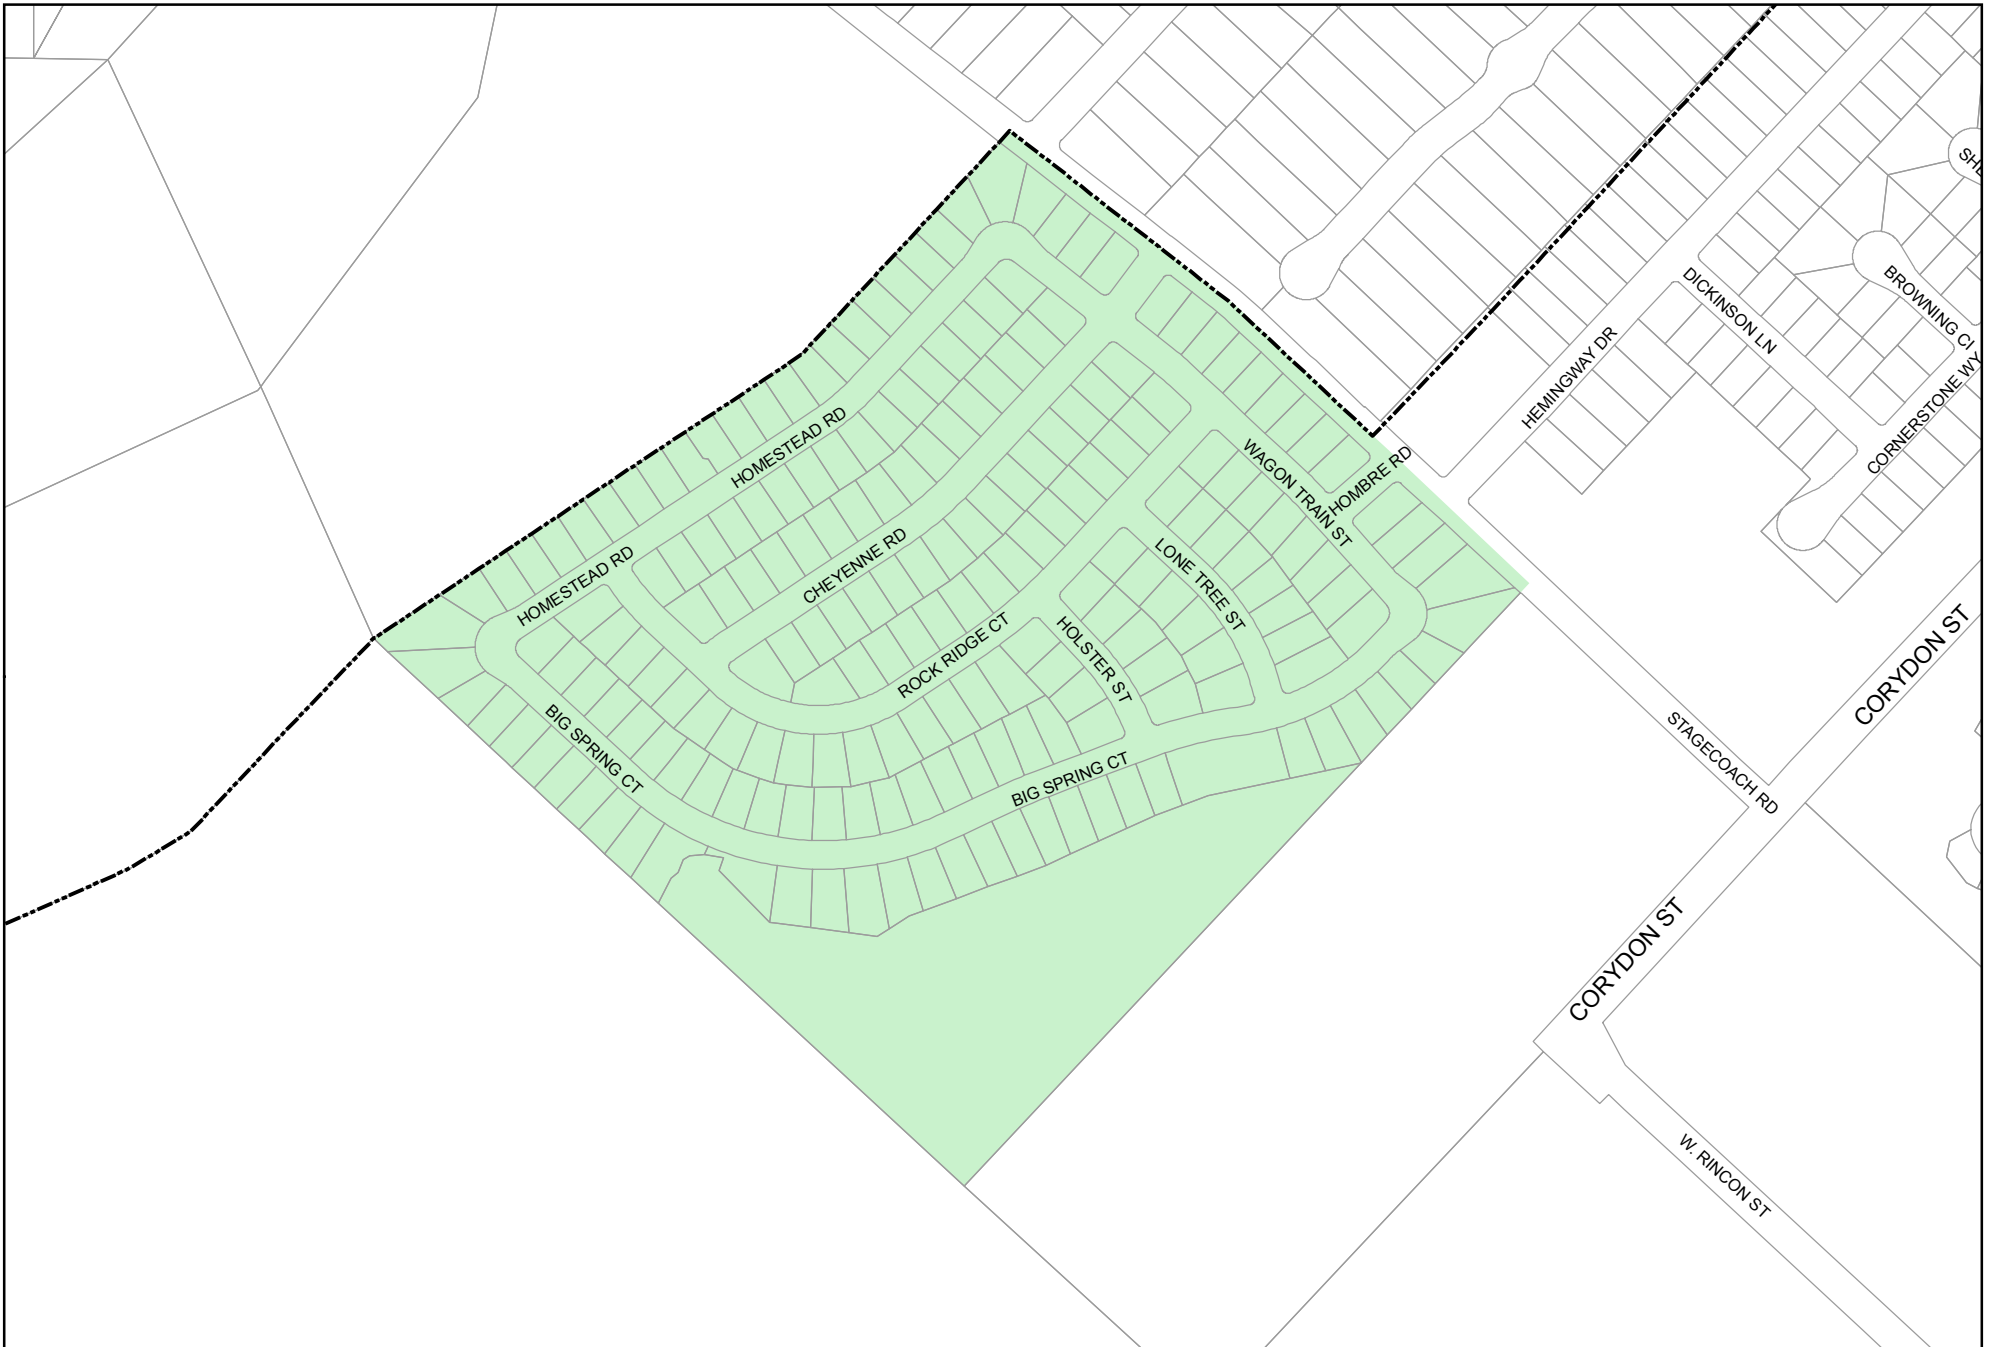 BROWNING
DICKINSON LN
HEMINGWAY DR
CORNERSTONE WY
HOMESTEAD RD
WAGON TRAIN ST
HOMBRE RD
CHEYENNE RD
HOMESTEAD RD
LONE TREE ST
ROCK RIDGE CT
HOLSTER ST
CORYDON ST
BIG SPRING CT
BIG SPRING CT
STAGECOACH RD
CORYDON ST
W. RINCON ST